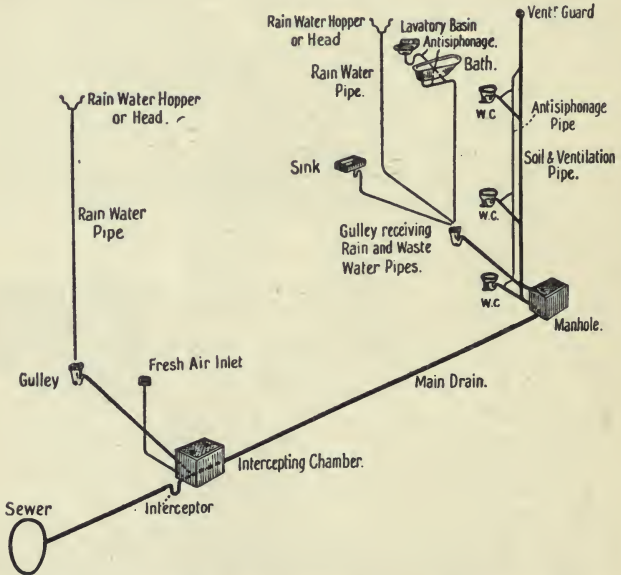 Rain Water Hopper
or Head
Lavatory Basin
Antisiphonage.
Bath.
Ventr Guard
Rain Water
Pipe.
Rain Water Hopper
or Head.
W.C
Antisiphonage
Pipe
Sink
Soil & Ventilation
Pipe.
W.C.
Rain Water
Pipe
Gulley receiving
Rain and Waste
Water Pipes.
W.C
Manhole.
Gulley
Fresh Air Inlet
Main Drain.
Intercepting Chamber.
Interceptor
Sewer